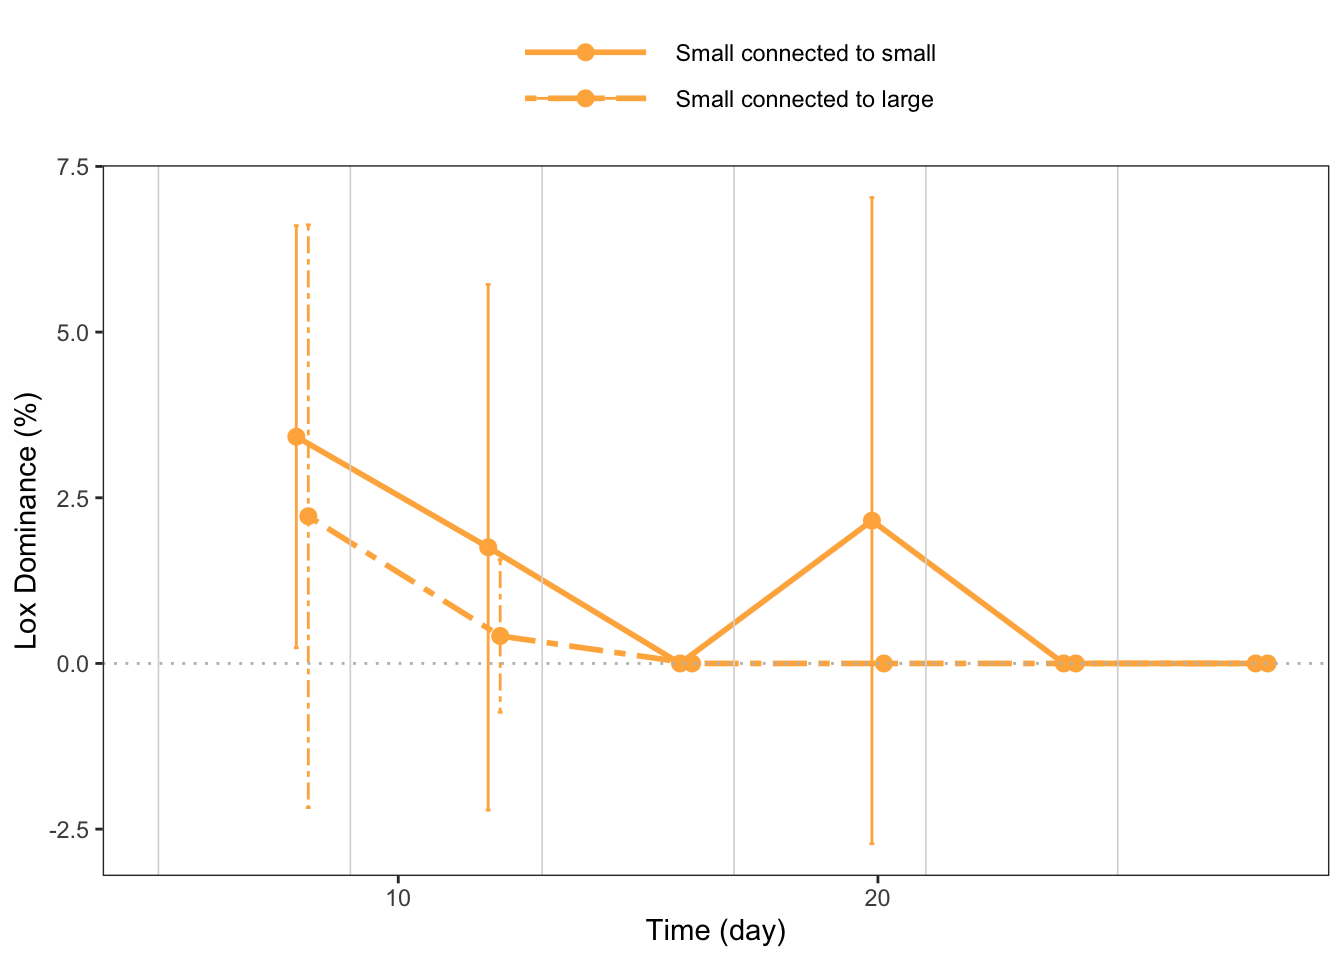 Small connected to small
Small connected to large
7.5
5.0
2.5
0.0
-2.5
Lox Dominance (%)
10
20
Time (day)